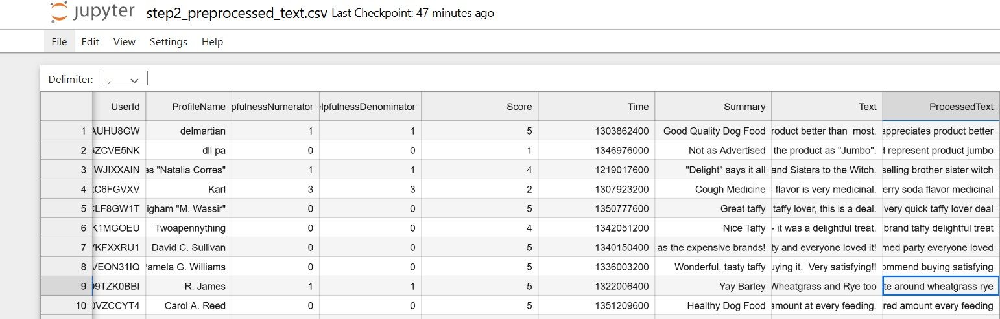 jupyter step2_preprocessed_text.csv Last Checkpoint: 47 minutes ago
File Edit View Settings Help
Delimiter: ,
UserId ProfileName pfulnessNumerator elpfulnessDenominator Score Time Summary Text ProcessedText
1 AUHU8GW delmartian 1 1 5 1303862400 Good Quality Dog Food roduct better than most. appreciates product better
2 ZCVE5NK dll pa 0 0 1 1346976000 Not as Advertised the product as "Jumbo". represent product jumbo
3 WJIXXAIN es "Natalia Corres" 1 1 4 1219017600 "Delight" says it all and Sisters to the Witch. selling brother sister witch
4 C6FGVXV Karl 3 3 2 1307923200 Cough Medicine flavor is very medicinal. erry soda flavor medicinal
5 LF8GW1T igham "M. Wassir" 0 0 5 1350777600 Great taffy taffy lover, this is a deal. very quick taffy lover deal
6 K1MGOEU Twoapennything 0 0 4 1342051200 Nice Taffy - it was a delightful treat. brand taffy delightful treat
7 KFXXRU1 David C. Sullivan 0 0 5 1340150400 as the expensive brands! ty and everyone loved it! med party everyone loved
8 VEQN31IQ Pamela G. Williams 0 0 5 1336003200 Wonderful, tasty taffy uying it. Very satisfying!! ommend buying satisfying
9 9TZK0BBI R. James 1 1 5 1322006400 Yay Barley Wheatgrass and Rye too te around wheatgrass rye
10 VZCCYT4 Carol A. Reed 0 0 5 1351209600 Healthy Dog Food amount at every feeding. red amount every feeding